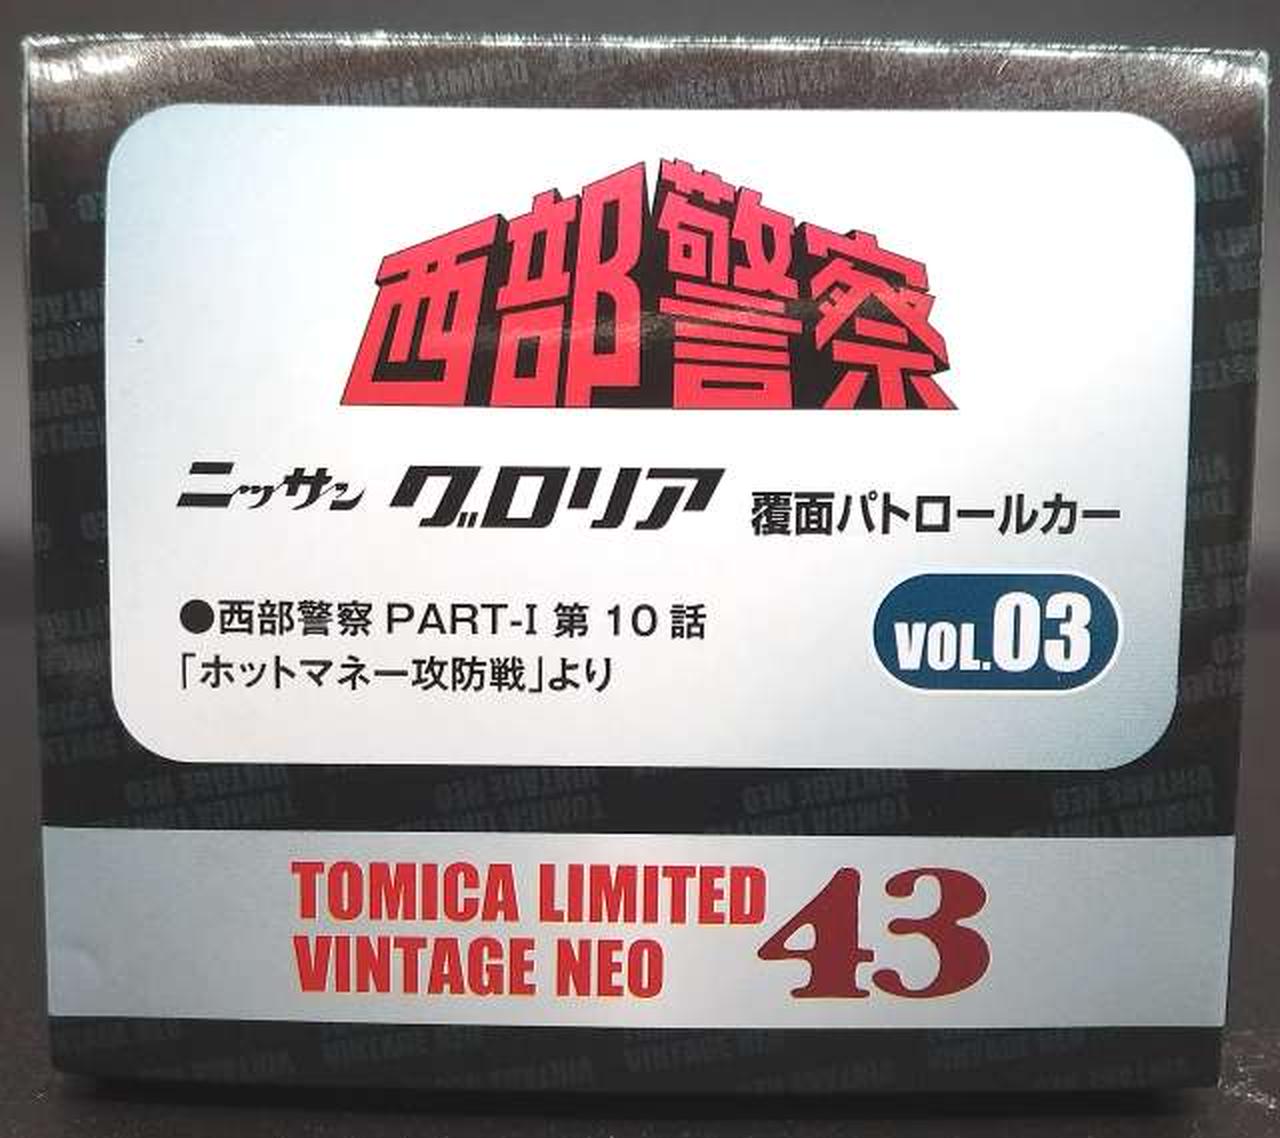 西部警察
ニッサン グロリア 覆面パトロールカー
●西部警察 PART-I 第 10 話
「ホットマネー攻防戦」より
VOL.03
TOMICA LIMITED
VINTAGE NEO 43